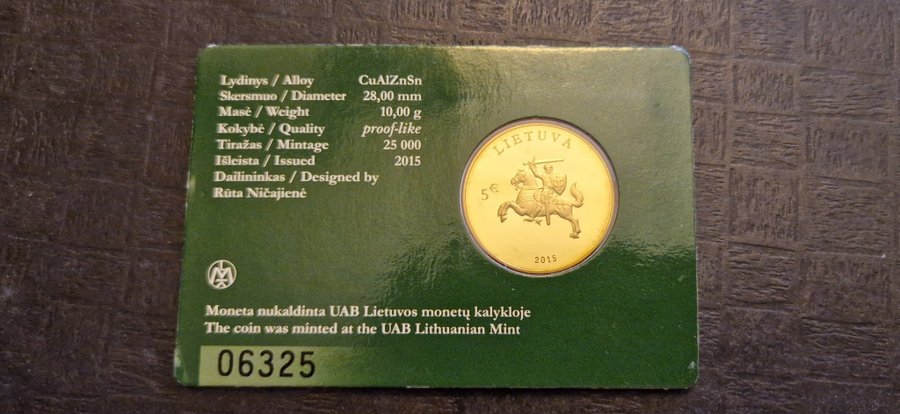 Lydinys / Alloy CuAlZnSn
Skersmuo / Diameter 28,00 mm
Masė / Weight 10,00 g
Kokybė / Quality proof-like
Tiražas / Mintage 25 000
Išleista / Issued 2015
Dailininkas / Designed by
Rūta Ničajienė
LIETUVA
5€
2015
Moneta nukaldinta UAB Lietuvos monetų kalykloje
The coin was minted at the UAB Lithuanian Mint
06325